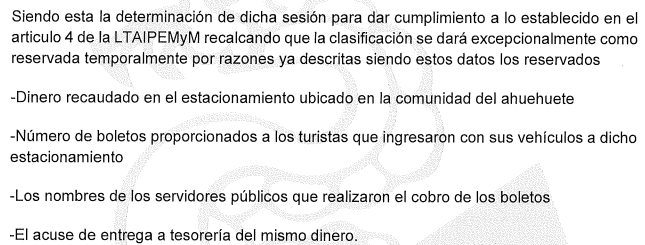 Siendo esta la determinación de dicha sesión para dar cumplimiento a lo establecido en el
articulo 4 de la LTAIPEMyM recalcando que la clasificación se dará excepcionalmente como
reservada temporalmente por razones ya descritas siendo estos datos los reservados
-Dinero recaudado en el estacionamiento ubicado en la comunidad del ahuehuete
-Número de boletos proporcionados a los turistas que ingresaron con sus vehículos a dicho
estacionamiento
-Los nombres de los servidores públicos que realizaron el cobro de los boletos
-El acuse de entrega a tesorería del mismo dinero.